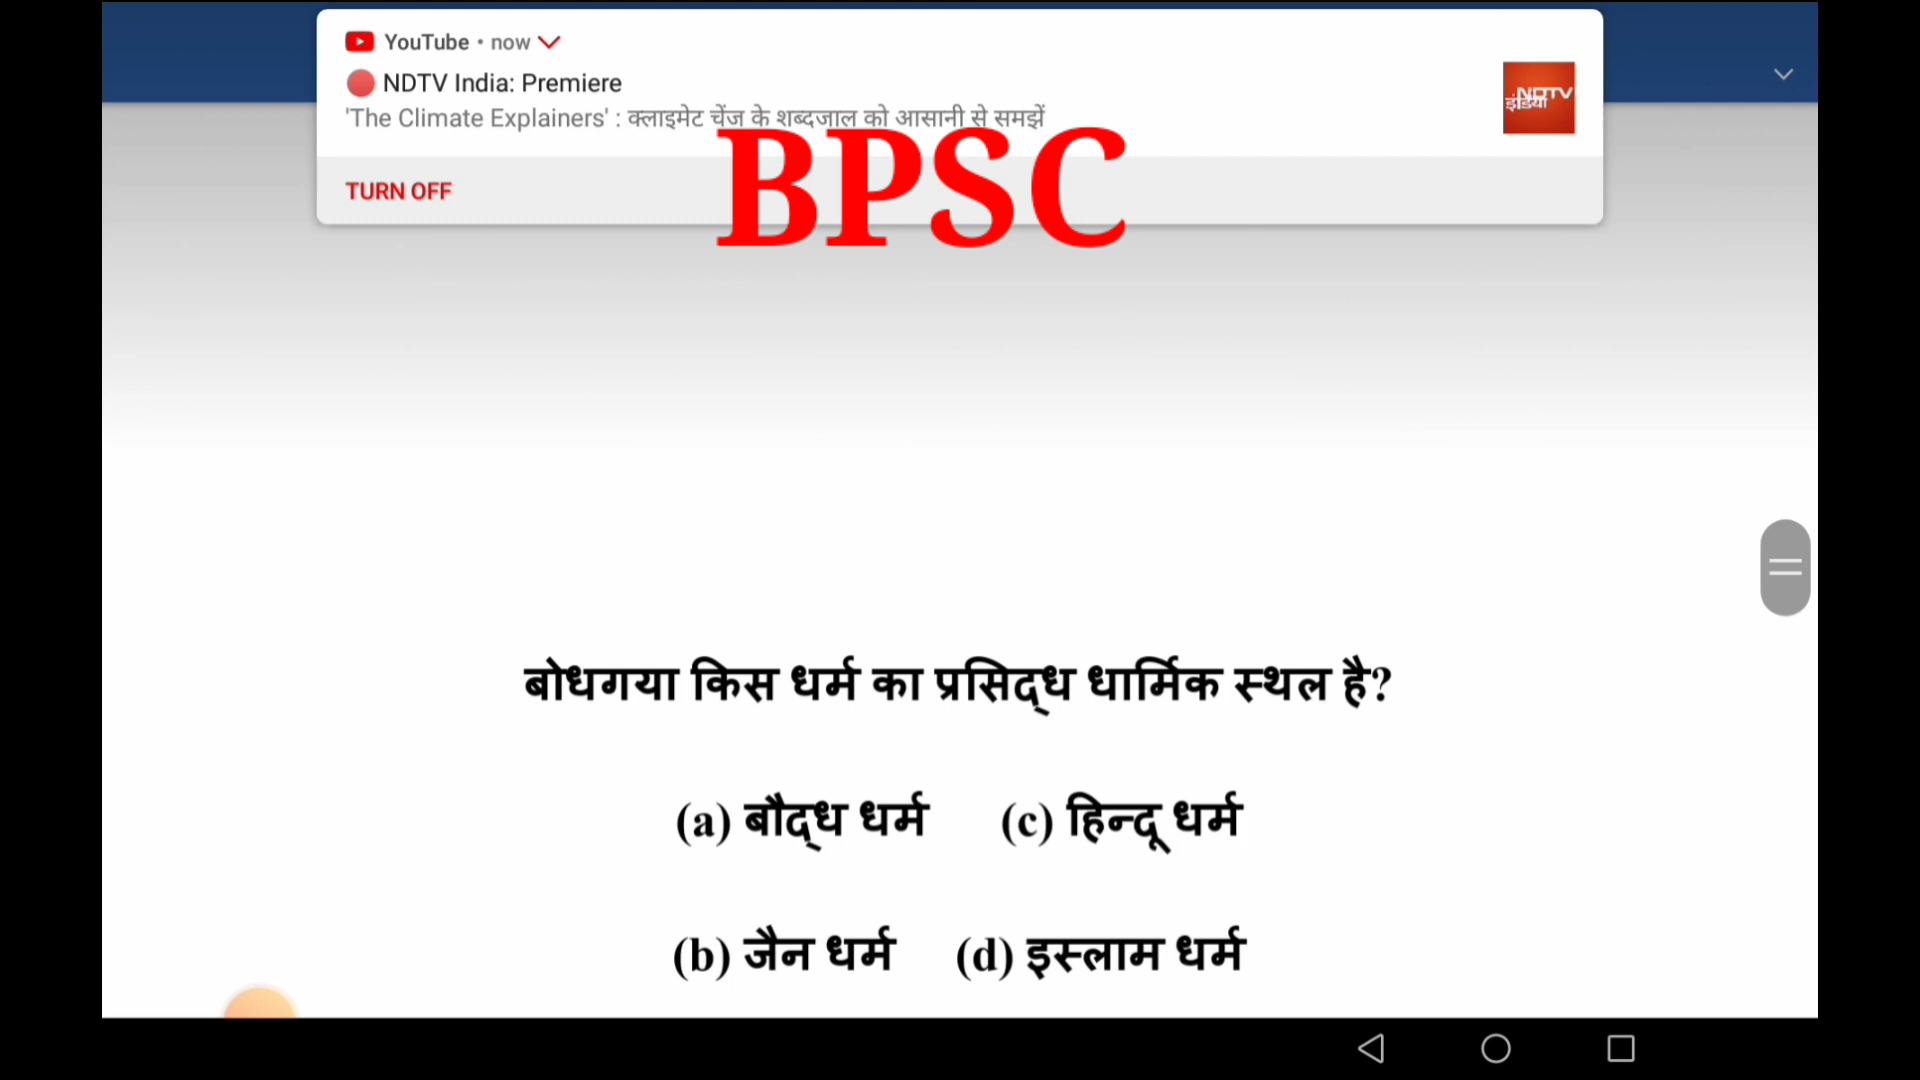 YouTube • now
NDTV India: Premiere
'The Climate Explainers' : क्लाइमेट चेंज के शब्दजाल को आसानी से समझें
NDTV
इंडिया
TURN OFF
BPSC
बोधगया किस धर्म का प्रसिद्ध धार्मिक स्थल है?
(a) बौद्ध धर्म (c) हिन्दू धर्म
(b) जैन धर्म (d) इस्लाम धर्म